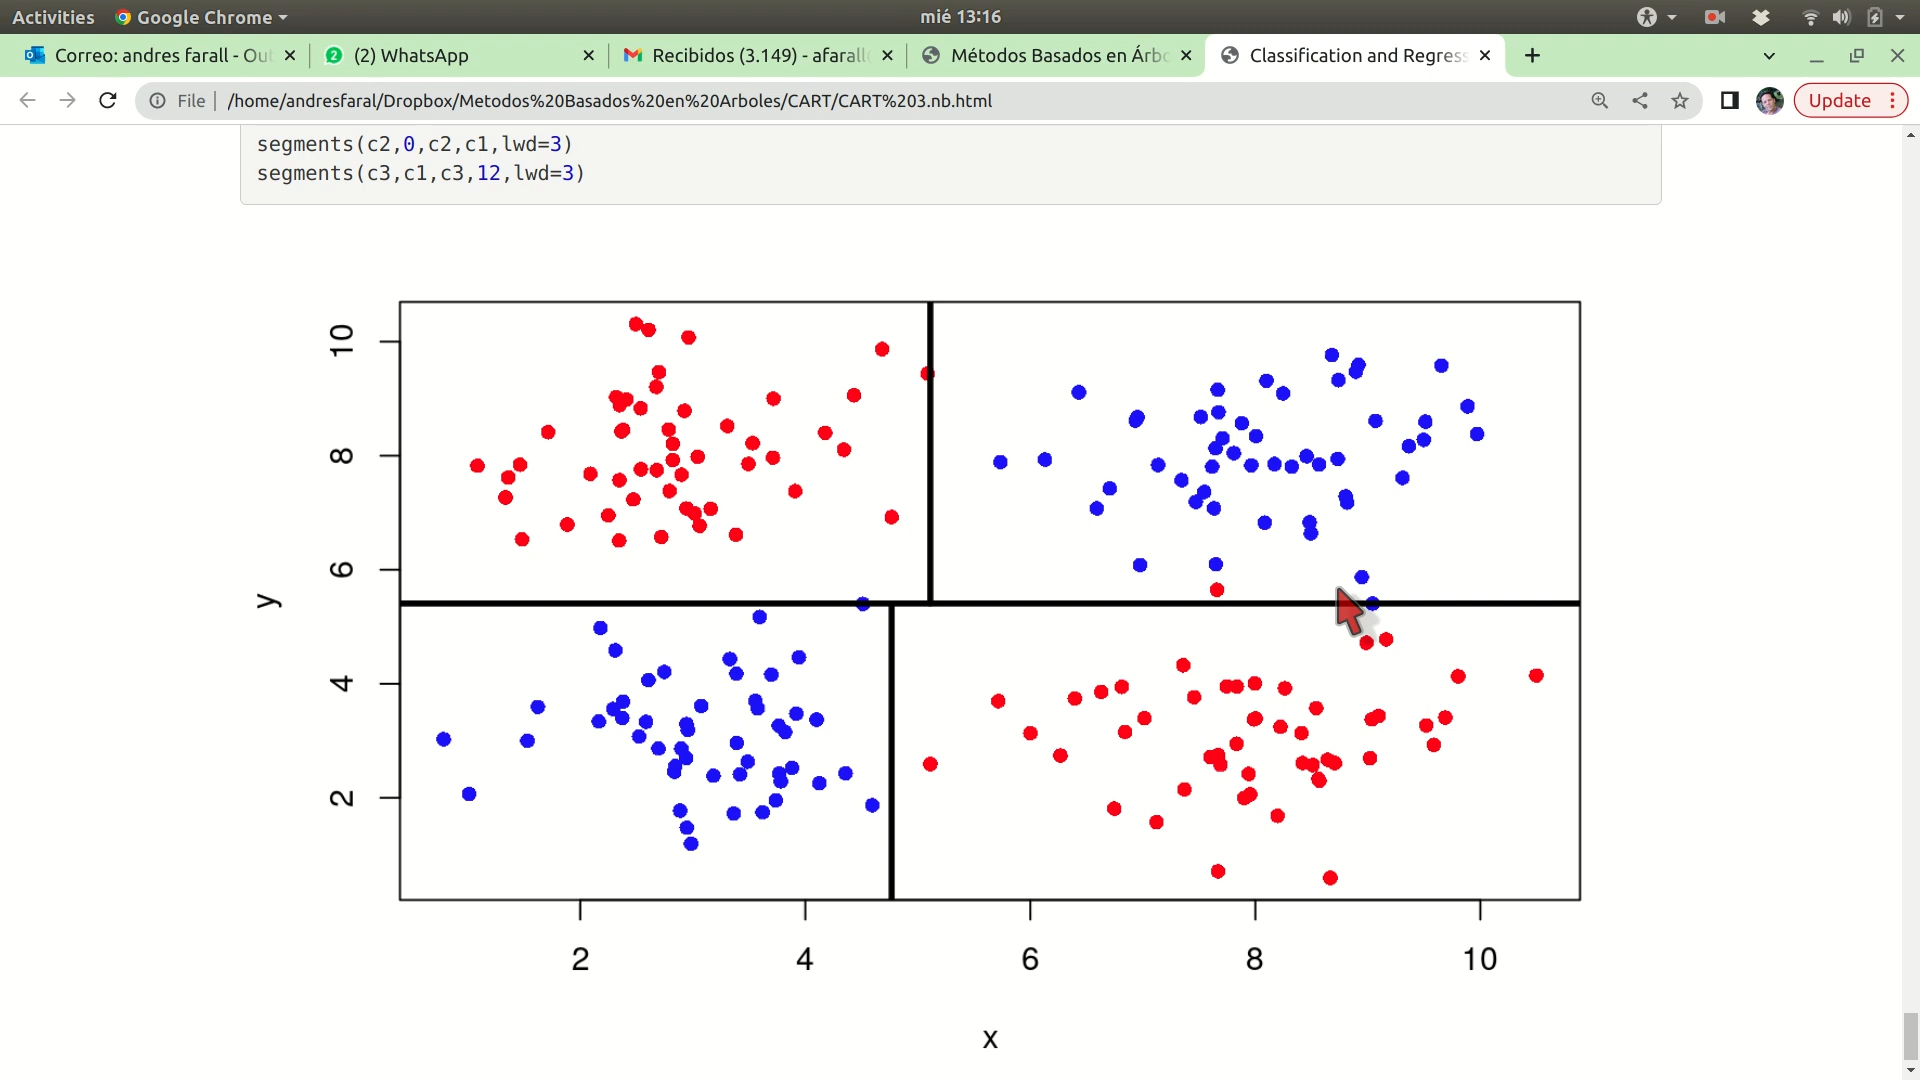 Activities Google Chrome mié 13:16
Correo: andres farall - Ou 2 (2) WhatsApp Recibidos (3.149) - afarall Métodos Basados en Árbo Classification and Regres
File /home/andresfaral/Dropbox/Metodos%20Basados%20en%20Arboles/CART/CART%203.nb.html Update
segments(c2,0,c2,c1,lwd=3)
segments(c3,c1,c3,12,lwd=3)
10
8
6
4
2
y
2 4 6 8 10
x